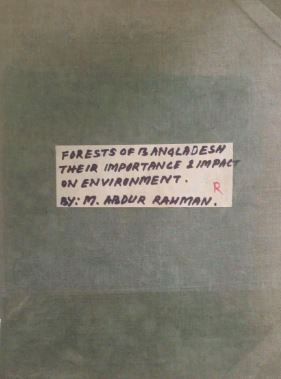 FORESTS OF BANGLADESH
THEIR IMPORTANCE & IMPACT
ON ENVIRONMENT.
R
BY: M. ABDUR RAHMAN.